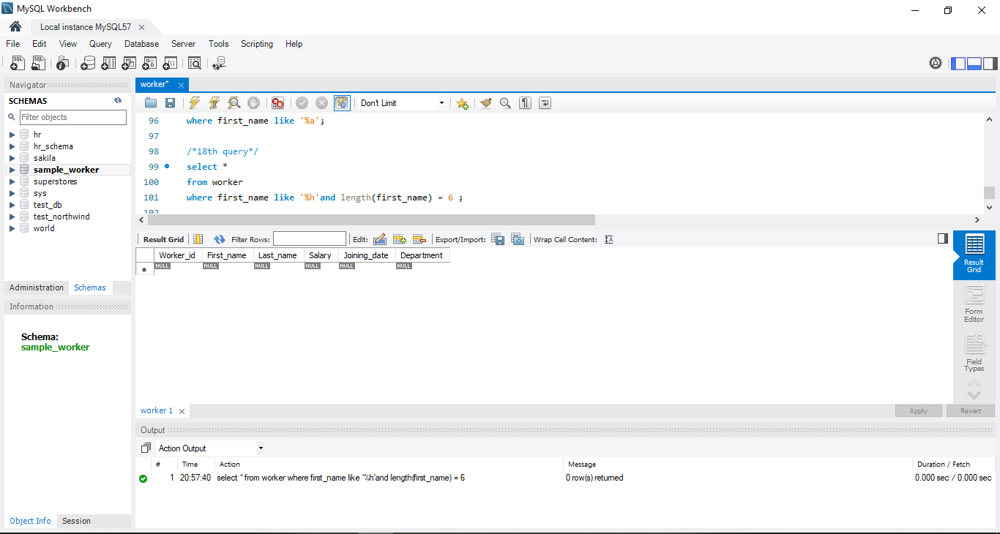 MySQL Workbench
Local instance MySQL57
File Edit View Query Database Server Tools Scripting Help
Navigator
SCHEMAS
Filter objects
hr
hr_schema
sakila
sample_worker
superstores
sys
test_db
test_northwind
world
Administration Schemas
Information
Schema:
sample_worker
Object Info Session
worker*
Don't Limit
96 where first_name like '%a';
97
98 /*18th query*/
99 select *
100 from worker
101 where first_name like '%h'and length(first_name) = 6 ;
102
Result Grid Filter Rows: Edit: Export/Import: Wrap Cell Content:
Worker_id First_name Last_name Salary Joining_date Department
NULL NULL NULL NULL NULL NULL
Result
Grid
Form
Editor
Field
Types
worker 1
Apply Revert
Output
Action Output
# Time Action Message Duration / Fetch
1 20:57:40 select * from worker where first_name like '%h'and length(first_name) = 6 0 row(s) returned 0.000 sec / 0.000 sec